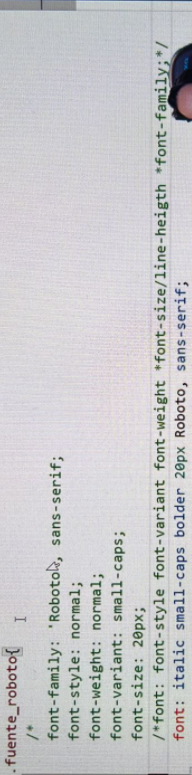 .fuente_roboto{
/*
font-family: 'Roboto, sans-serif;
font-style: normal;
font-weight: normal;
font-variant: small-caps;
font-size: 20px;
/*font: font-style font-variant font-weight *font-size/line-heigth *font-family;*/
font: italic small-caps bolder 20px Roboto, sans-serif;